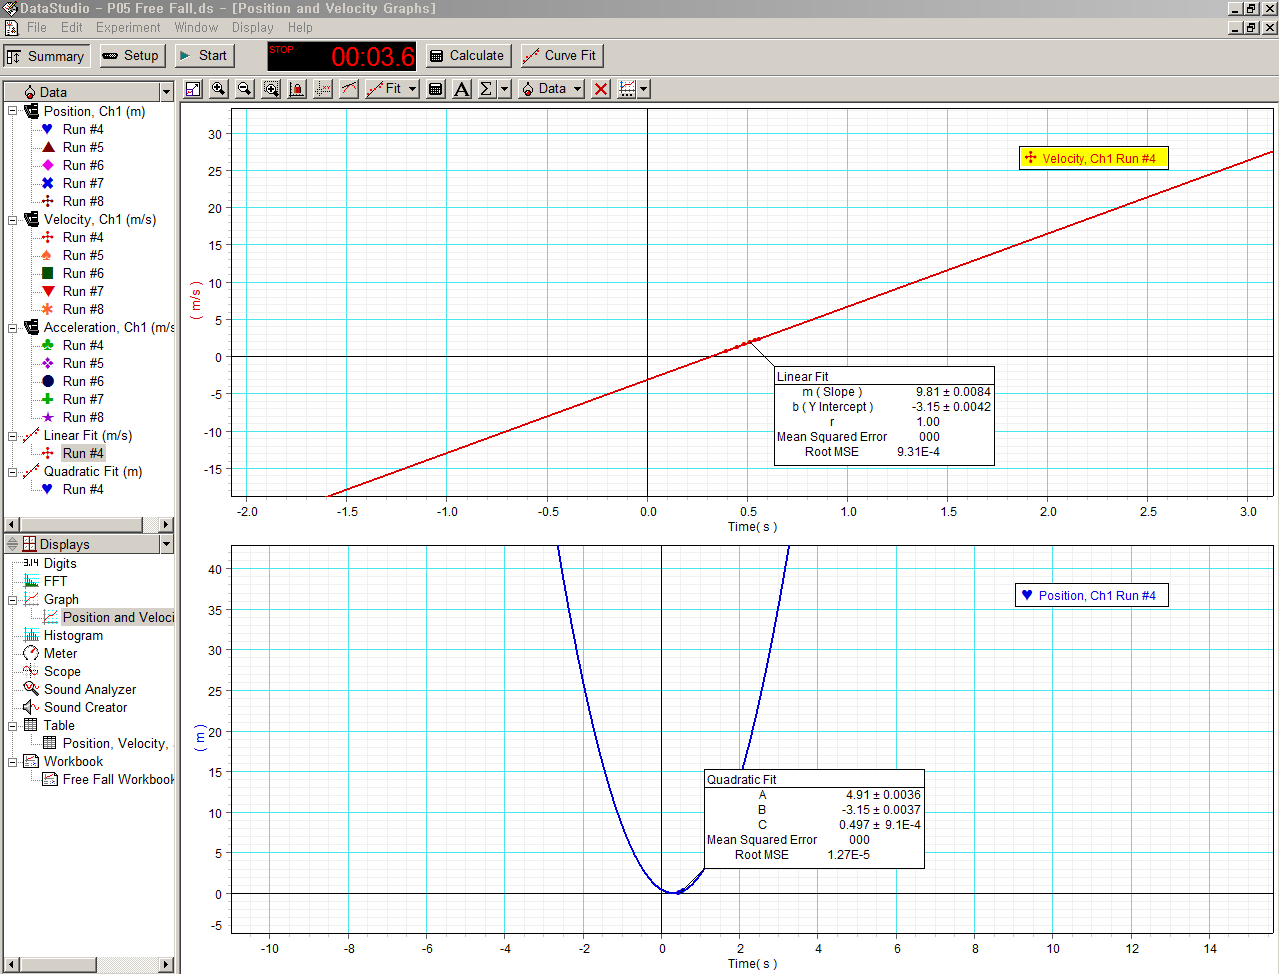 DataStudio - P05 Free Fall.ds - [Position and Velocity Graphs]
File Edit Experiment Window Display Help
Summary Setup Start STOP 00:03.6 Calculate Curve Fit
Data
Fit A Σ Data
Position, Ch1 (m)
Run #4
Run #5
Run #6
Run #7
Run #8
Velocity, Ch1 (m/s)
Run #4
Run #5
Run #6
Run #7
Run #8
Acceleration, Ch1 (m/s
Run #4
Run #5
Run #6
Run #7
Run #8
Linear Fit (m/s)
Run #4
Quadratic Fit (m)
Run #4
Displays
3.14 Digits
FFT
Graph
Position and Veloci
Histogram
Meter
Scope
Sound Analyzer
Sound Creator
Table
Position, Velocity,
Workbook
Free Fall Workbook
30
25
20
15
10
5
0
-5
-10
-15
( m/s )
Velocity, Ch1 Run #4
Linear Fit
m ( Slope ) 9.81 ± 0.0084
b ( Y Intercept ) -3.15 ± 0.0042
r 1.00
Mean Squared Error 000
Root MSE 9.31E-4
-2.0 -1.5 -1.0 -0.5 0.0 0.5 1.0 1.5 2.0 2.5 3.0
Time( s )
40
35
30
25
20
15
10
5
0
-5
( m )
Position, Ch1 Run #4
Quadratic Fit
A 4.91 ± 0.0036
B -3.15 ± 0.0037
C 0.497 ± 9.1E-4
Mean Squared Error 000
Root MSE 1.27E-5
-10 -8 -6 -4 -2 0 2 4 6 8 10 12 14
Time( s )